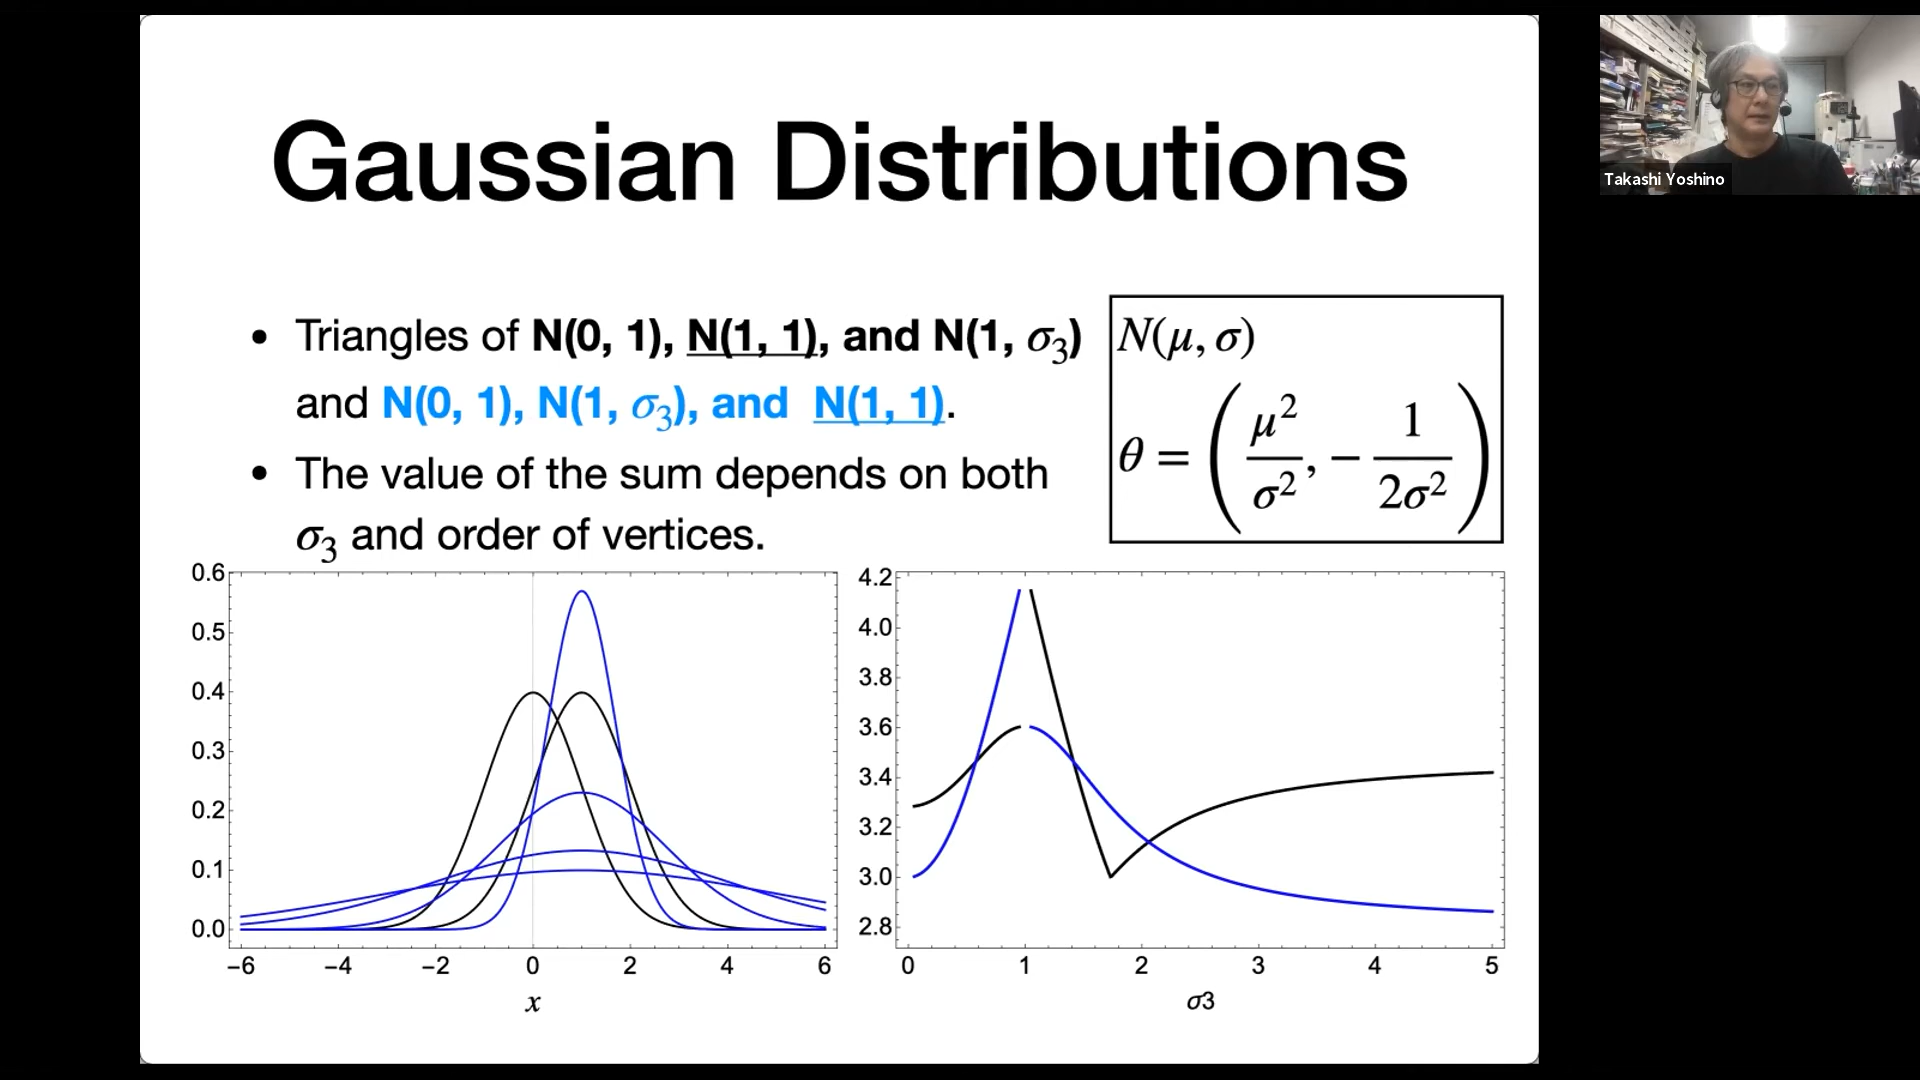 Gaussian Distributions
Takashi Yoshino
• Triangles of N(0, 1), N(1, 1), and N(1, σ₃)
and N(0, 1), N(1, σ₃), and N(1, 1).
• The value of the sum depends on both
σ₃ and order of vertices.
N(μ, σ)
θ = (μ²/σ², −1/2σ²)
0.6
0.5
0.4
0.3
0.2
0.1
0.0
−6 −4 −2 0 2 4 6
x
4.2
4.0
3.8
3.6
3.4
3.2
3.0
2.8
0 1 2 3 4 5
σ3